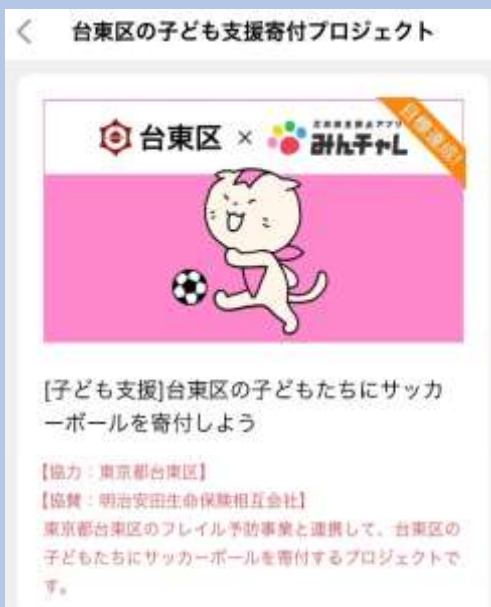 台東区の子ども支援寄付プロジェクト
目標達成!
台東区 × みんチャレ
[子ども支援]台東区の子どもたちにサッカ
ーボールを寄付しよう
【協力：東京都台東区】
【協賛：明治安田生命保険相互会社】
東京都台東区のフレイル予防事業と連携して、台東区の
子どもたちにサッカーボールを寄付するプロジェクトで
す。